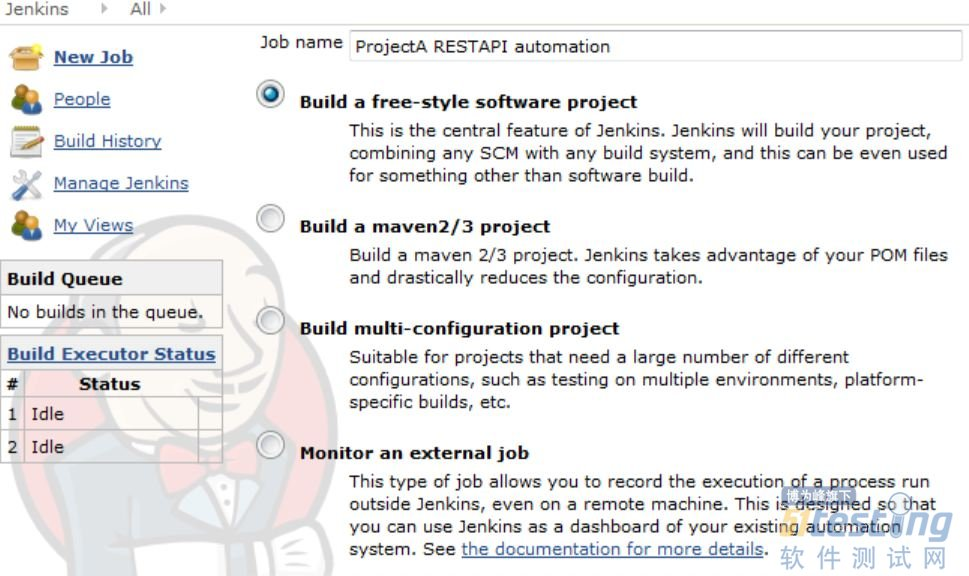 Jenkins All
New Job
People
Build History
Manage Jenkins
My Views
Build Queue
No builds in the queue.
Build Executor Status
# Status
1 Idle
2 Idle
Job name ProjectA RESTAPI automation
Build a free-style software project
This is the central feature of Jenkins. Jenkins will build your project,
combining any SCM with any build system, and this can be even used
for something other than software build.
Build a maven2/3 project
Build a maven 2/3 project. Jenkins takes advantage of your POM files
and drastically reduces the configuration.
Build multi-configuration project
Suitable for projects that need a large number of different
configurations, such as testing on multiple environments, platform-
specific builds, etc.
Monitor an external job
This type of job allows you to record the execution of a process run
outside Jenkins, even on a remote machine. This is designed so that
you can use Jenkins as a dashboard of your existing automation
system. See the documentation for more details.
博为峰旗下
51testing
软件测试网